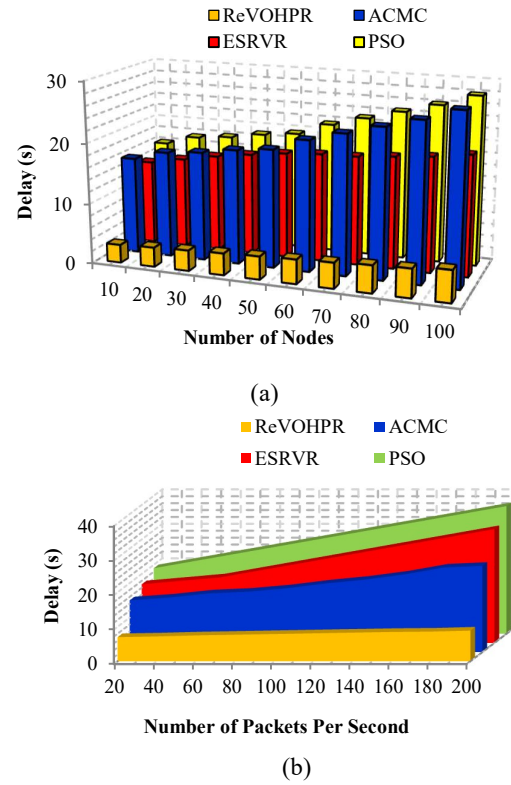 ReVOHPR ACMC
ESRVR PSO
30
20
10
0
Delay (s)
10 20 30 40 50 60 70 80 90 100
Number of Nodes
(a)
ReVOHPR ACMC
ESRVR PSO
40
30
20
10
0
Delay (s)
20 40 60 80 100 120 140 160 180 200
Number of Packets Per Second
(b)